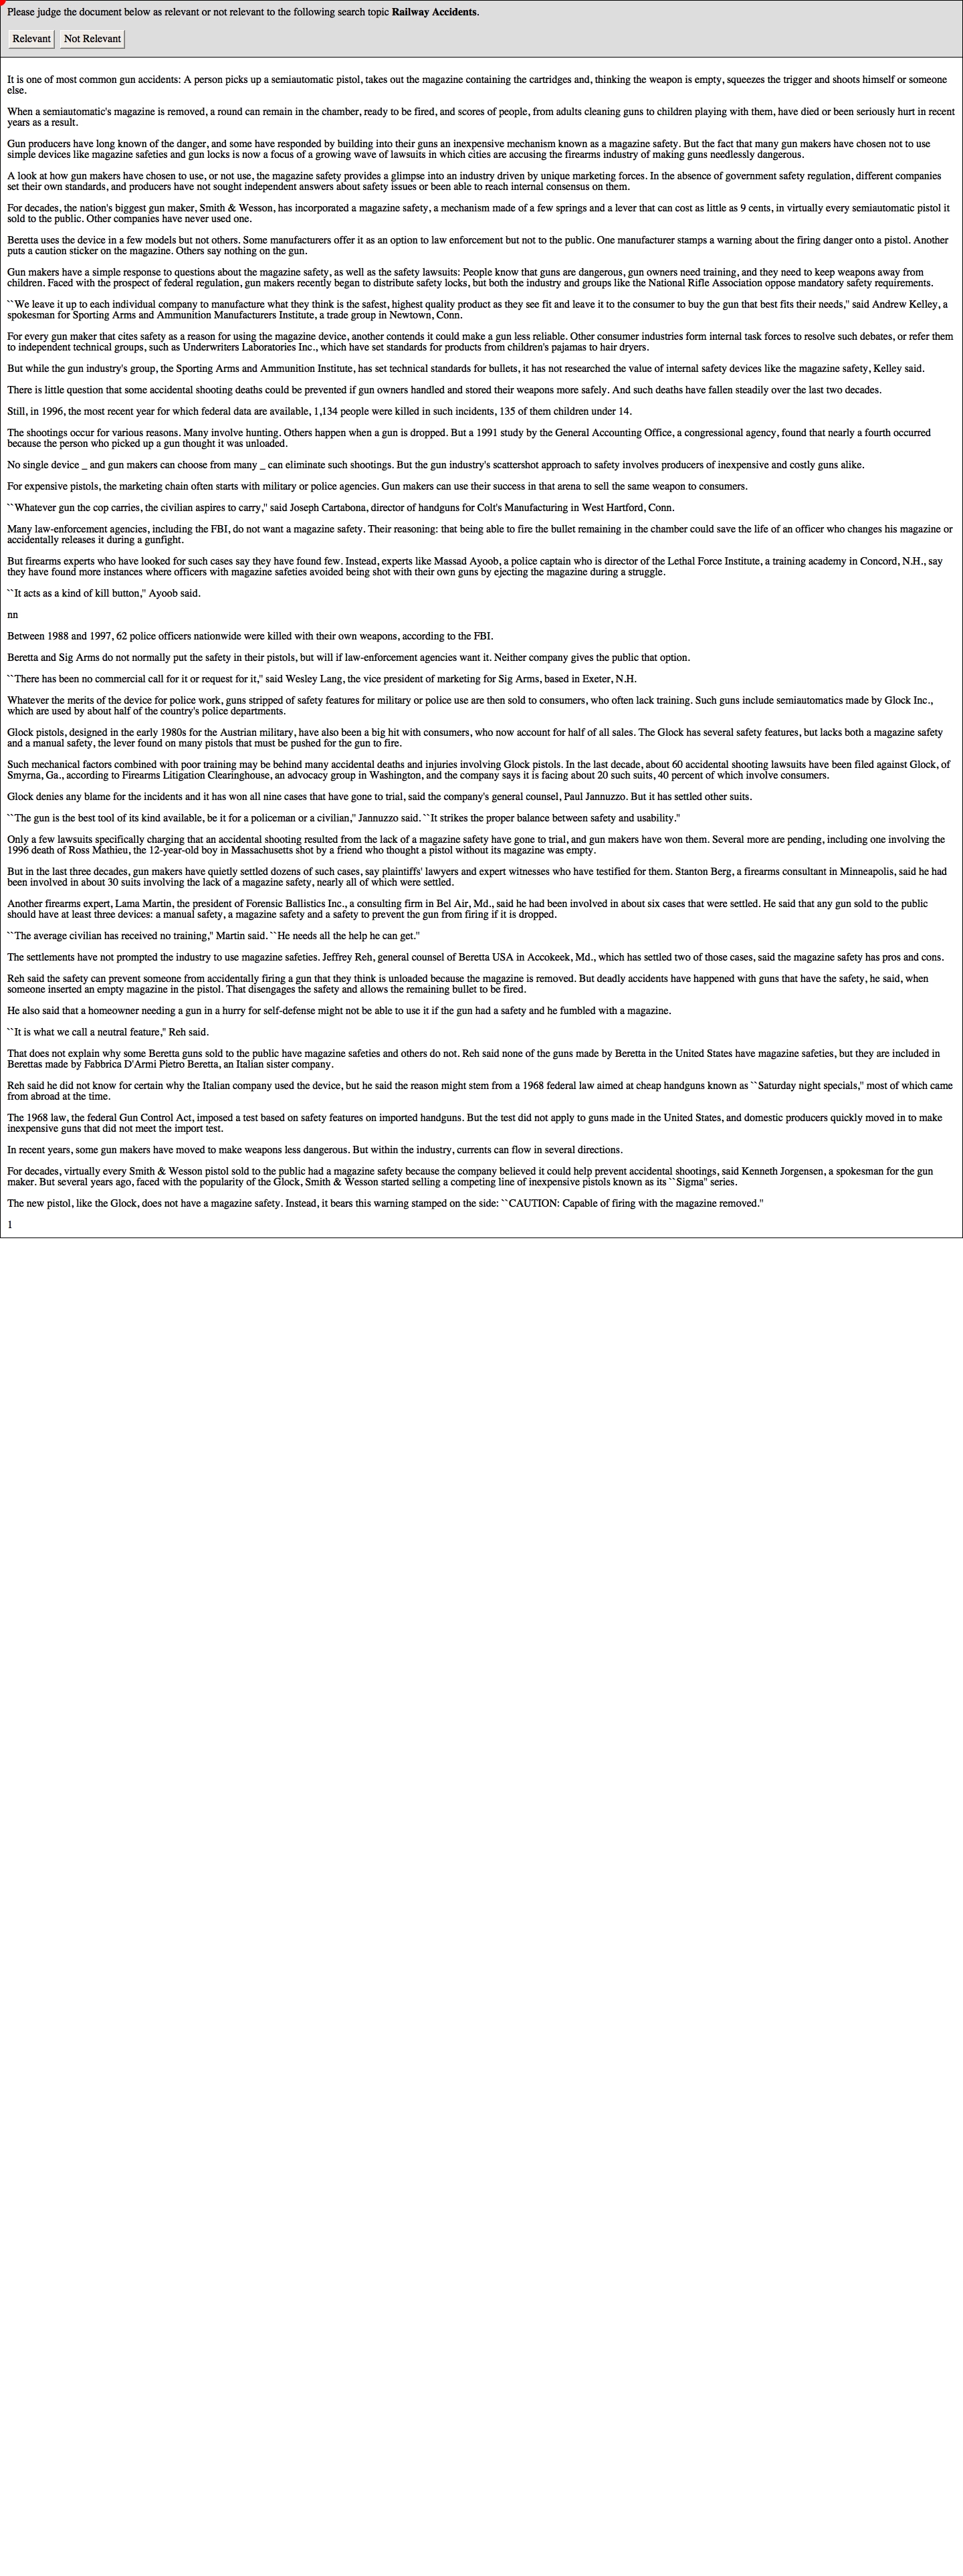 Please judge the document below as relevant or not relevant to the following search topic Railway Accidents.
Relevant Not Relevant
It is one of most common gun accidents: A person picks up a semiautomatic pistol, takes out the magazine containing the cartridges and, thinking the weapon is empty, squeezes the trigger and shoots himself or someone
else.
When a semiautomatic's magazine is removed, a round can remain in the chamber, ready to be fired, and scores of people, from adults cleaning guns to children playing with them, have died or been seriously hurt in recent
years as a result.
Gun producers have long known of the danger, and some have responded by building into their guns an inexpensive mechanism known as a magazine safety. But the fact that many gun makers have chosen not to use
simple devices like magazine safeties and gun locks is now a focus of a growing wave of lawsuits in which cities are accusing the firearms industry of making guns needlessly dangerous.
A look at how gun makers have chosen to use, or not use, the magazine safety provides a glimpse into an industry driven by unique marketing forces. In the absence of government safety regulation, different companies
set their own standards, and producers have not sought independent answers about safety issues or been able to reach internal consensus on them.
For decades, the nation's biggest gun maker, Smith & Wesson, has incorporated a magazine safety, a mechanism made of a few springs and a lever that can cost as little as 9 cents, in virtually every semiautomatic pistol it
sold to the public. Other companies have never used one.
Beretta uses the device in a few models but not others. Some manufacturers offer it as an option to law enforcement but not to the public. One manufacturer stamps a warning about the firing danger onto a pistol. Another
puts a caution sticker on the magazine. Others say nothing on the gun.
Gun makers have a simple response to questions about the magazine safety, as well as the safety lawsuits: People know that guns are dangerous, gun owners need training, and they need to keep weapons away from
children. Faced with the prospect of federal regulation, gun makers recently began to distribute safety locks, but both the industry and groups like the National Rifle Association oppose mandatory safety requirements.
``We leave it up to each individual company to manufacture what they think is the safest, highest quality product as they see fit and leave it to the consumer to buy the gun that best fits their needs,'' said Andrew Kelley, a
spokesman for Sporting Arms and Ammunition Manufacturers Institute, a trade group in Newtown, Conn.
For every gun maker that cites safety as a reason for using the magazine device, another contends it could make a gun less reliable. Other consumer industries form internal task forces to resolve such debates, or refer them
to independent technical groups, such as Underwriters Laboratories Inc., which have set standards for products from children's pajamas to hair dryers.
But while the gun industry's group, the Sporting Arms and Ammunition Institute, has set technical standards for bullets, it has not researched the value of internal safety devices like the magazine safety, Kelley said.
There is little question that some accidental shooting deaths could be prevented if gun owners handled and stored their weapons more safely. And such deaths have fallen steadily over the last two decades.
Still, in 1996, the most recent year for which federal data are available, 1,134 people were killed in such incidents, 135 of them children under 14.
The shootings occur for various reasons. Many involve hunting. Others happen when a gun is dropped. But a 1991 study by the General Accounting Office, a congressional agency, found that nearly a fourth occurred
because the person who picked up a gun thought it was unloaded.
No single device _ and gun makers can choose from many _ can eliminate such shootings. But the gun industry's scattershot approach to safety involves producers of inexpensive and costly guns alike.
For expensive pistols, the marketing chain often starts with military or police agencies. Gun makers can use their success in that arena to sell the same weapon to consumers.
``Whatever gun the cop carries, the civilian aspires to carry,'' said Joseph Cartabona, director of handguns for Colt's Manufacturing in West Hartford, Conn.
Many law-enforcement agencies, including the FBI, do not want a magazine safety. Their reasoning: that being able to fire the bullet remaining in the chamber could save the life of an officer who changes his magazine or
accidentally releases it during a gunfight.
But firearms experts who have looked for such cases say they have found few. Instead, experts like Massad Ayoob, a police captain who is director of the Lethal Force Institute, a training academy in Concord, N.H., say
they have found more instances where officers with magazine safeties avoided being shot with their own guns by ejecting the magazine during a struggle.
``It acts as a kind of kill button,'' Ayoob said.
nn
Between 1988 and 1997, 62 police officers nationwide were killed with their own weapons, according to the FBI.
Beretta and Sig Arms do not normally put the safety in their pistols, but will if law-enforcement agencies want it. Neither company gives the public that option.
``There has been no commercial call for it or request for it,'' said Wesley Lang, the vice president of marketing for Sig Arms, based in Exeter, N.H.
Whatever the merits of the device for police work, guns stripped of safety features for military or police use are then sold to consumers, who often lack training. Such guns include semiautomatics made by Glock Inc.,
which are used by about half of the country's police departments.
Glock pistols, designed in the early 1980s for the Austrian military, have also been a big hit with consumers, who now account for half of all sales. The Glock has several safety features, but lacks both a magazine safety
and a manual safety, the lever found on many pistols that must be pushed for the gun to fire.
Such mechanical factors combined with poor training may be behind many accidental deaths and injuries involving Glock pistols. In the last decade, about 60 accidental shooting lawsuits have been filed against Glock, of
Smyrna, Ga., according to Firearms Litigation Clearinghouse, an advocacy group in Washington, and the company says it is facing about 20 such suits, 40 percent of which involve consumers.
Glock denies any blame for the incidents and it has won all nine cases that have gone to trial, said the company's general counsel, Paul Jannuzzo. But it has settled other suits.
``The gun is the best tool of its kind available, be it for a policeman or a civilian,'' Jannuzzo said. ``It strikes the proper balance between safety and usability.''
Only a few lawsuits specifically charging that an accidental shooting resulted from the lack of a magazine safety have gone to trial, and gun makers have won them. Several more are pending, including one involving the
1996 death of Ross Mathieu, the 12-year-old boy in Massachusetts shot by a friend who thought a pistol without its magazine was empty.
But in the last three decades, gun makers have quietly settled dozens of such cases, say plaintiffs' lawyers and expert witnesses who have testified for them. Stanton Berg, a firearms consultant in Minneapolis, said he had
been involved in about 30 suits involving the lack of a magazine safety, nearly all of which were settled.
Another firearms expert, Lama Martin, the president of Forensic Ballistics Inc., a consulting firm in Bel Air, Md., said he had been involved in about six cases that were settled. He said that any gun sold to the public
should have at least three devices: a manual safety, a magazine safety and a safety to prevent the gun from firing if it is dropped.
``The average civilian has received no training,'' Martin said. ``He needs all the help he can get.''
The settlements have not prompted the industry to use magazine safeties. Jeffrey Reh, general counsel of Beretta USA in Accokeek, Md., which has settled two of those cases, said the magazine safety has pros and cons.
Reh said the safety can prevent someone from accidentally firing a gun that they think is unloaded because the magazine is removed. But deadly accidents have happened with guns that have the safety, he said, when
someone inserted an empty magazine in the pistol. That disengages the safety and allows the remaining bullet to be fired.
He also said that a homeowner needing a gun in a hurry for self-defense might not be able to use it if the gun had a safety and he fumbled with a magazine.
``It is what we call a neutral feature,'' Reh said.
That does not explain why some Beretta guns sold to the public have magazine safeties and others do not. Reh said none of the guns made by Beretta in the United States have magazine safeties, but they are included in
Berettas made by Fabbrica D'Armi Pietro Beretta, an Italian sister company.
Reh said he did not know for certain why the Italian company used the device, but he said the reason might stem from a 1968 federal law aimed at cheap handguns known as ``Saturday night specials,'' most of which came
from abroad at the time.
The 1968 law, the federal Gun Control Act, imposed a test based on safety features on imported handguns. But the test did not apply to guns made in the United States, and domestic producers quickly moved in to make
inexpensive guns that did not meet the import test.
In recent years, some gun makers have moved to make weapons less dangerous. But within the industry, currents can flow in several directions.
For decades, virtually every Smith & Wesson pistol sold to the public had a magazine safety because the company believed it could help prevent accidental shootings, said Kenneth Jorgensen, a spokesman for the gun
maker. But several years ago, faced with the popularity of the Glock, Smith & Wesson started selling a competing line of inexpensive pistols known as its ``Sigma'' series.
The new pistol, like the Glock, does not have a magazine safety. Instead, it bears this warning stamped on the side: ``CAUTION: Capable of firing with the magazine removed.''
1